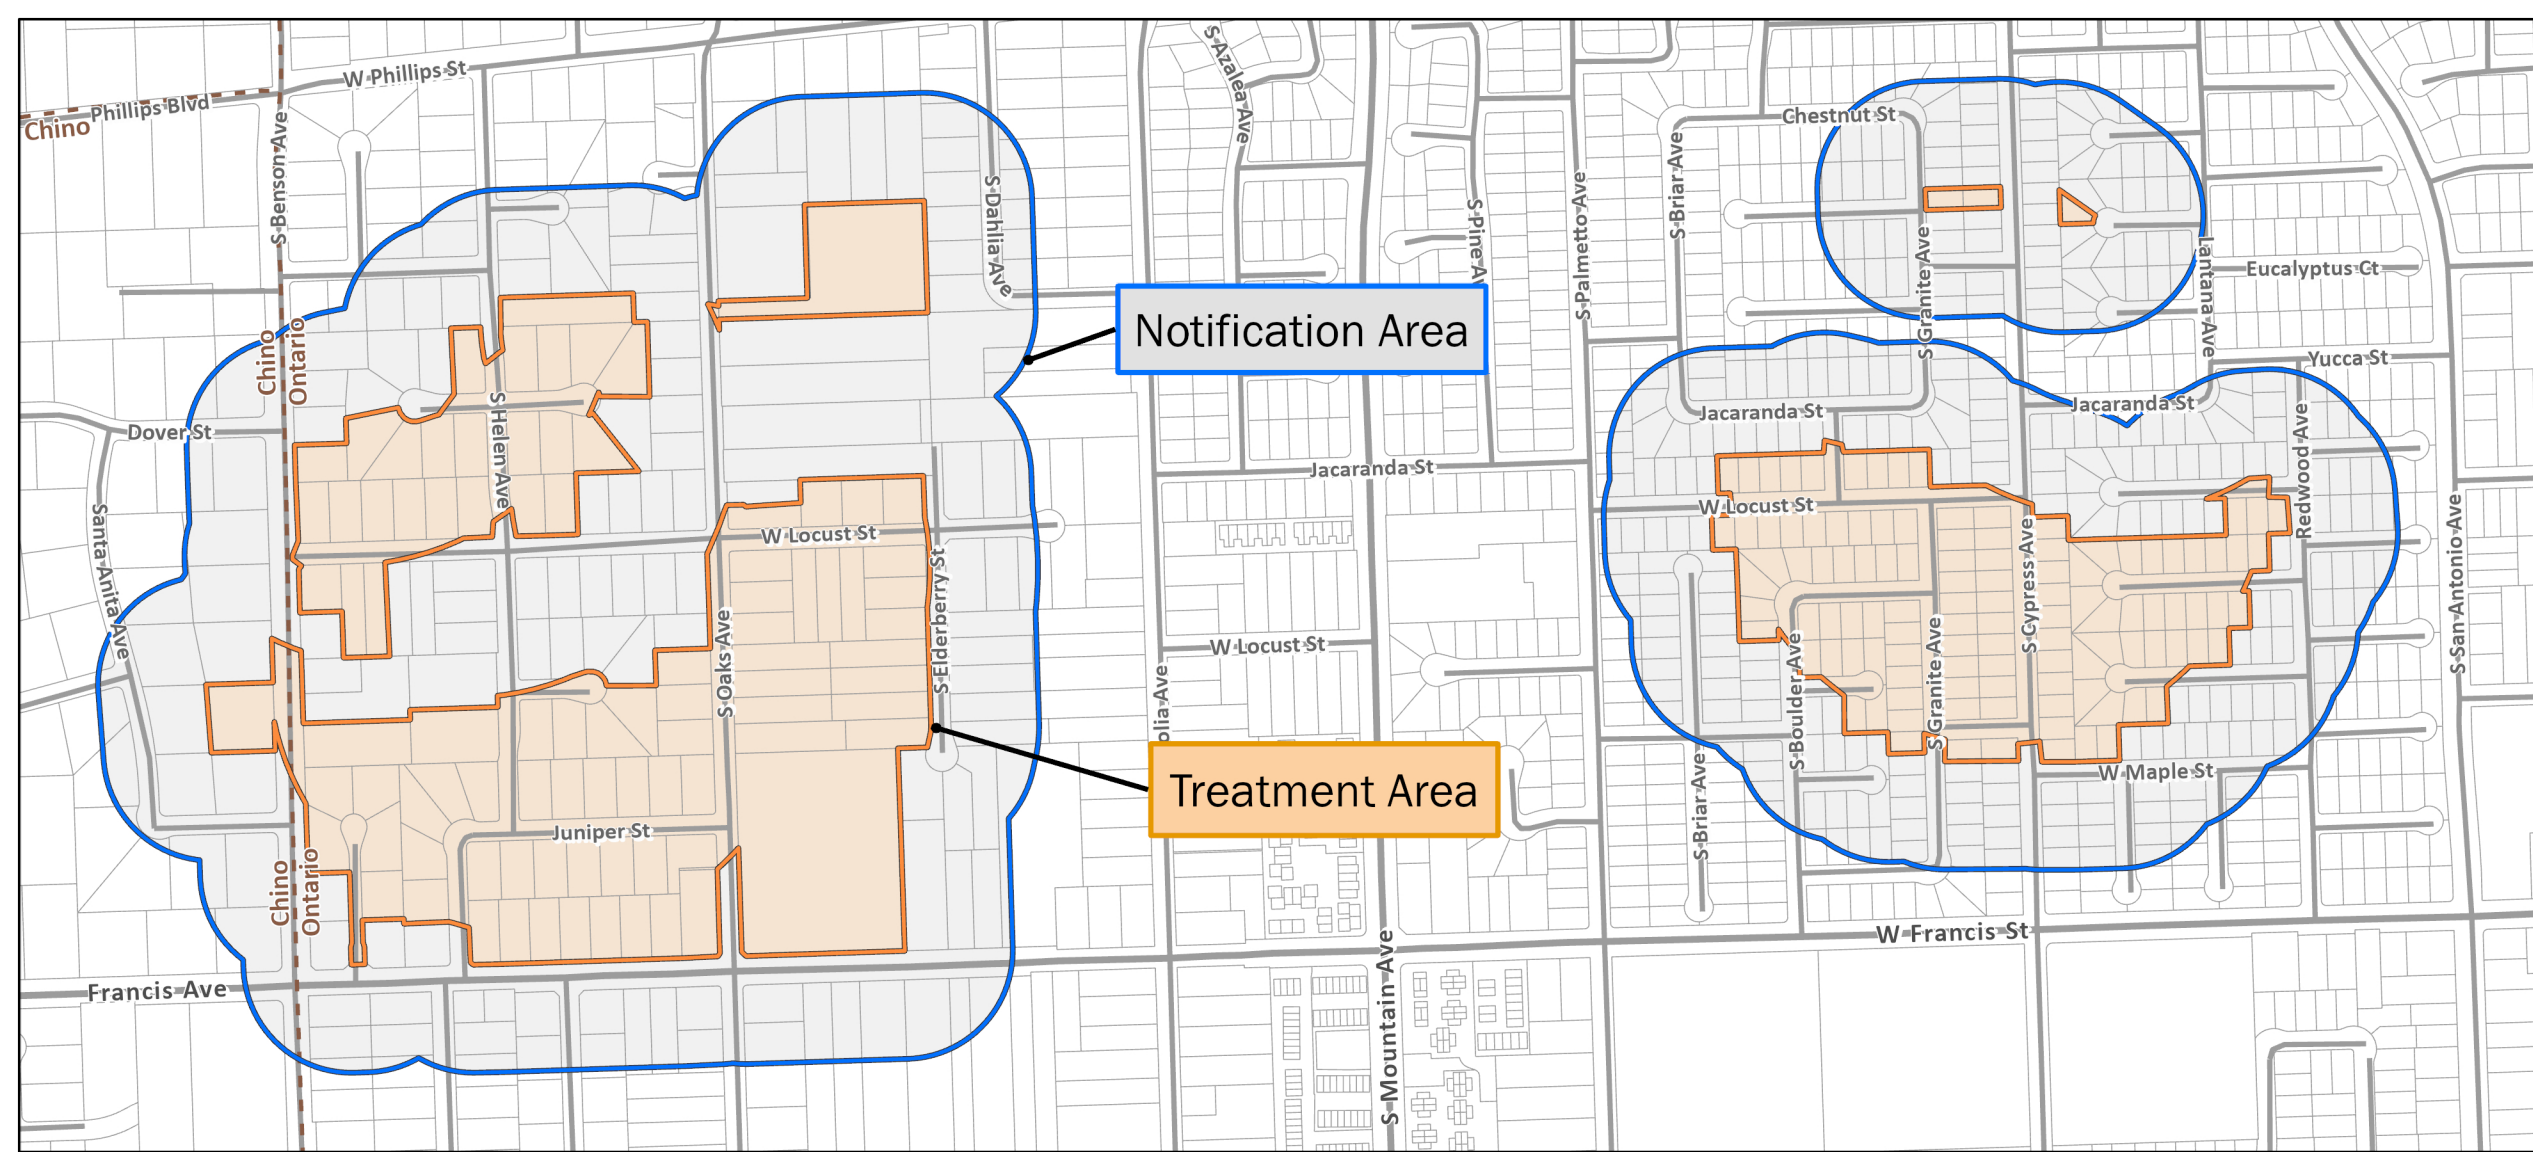 W Phillips St
Phillips Blvd
Chino
S Benson Ave
S Azalea Ave
Chestnut St
S Briar Ave
S Dahlia Ave
S Palmetto Ave
S Pine Av
S Granite Ave
Lantana Ave
Eucalyptus Ct
Notification Area
Chino
Ontario
Yucca St
Dover St
S Helen Ave
Jacaranda St
Jacaranda St
Redwood Ave
Jacaranda St
W Locust St
W Locust St
Santa Anita Ave
S Elderberry St
S Oaks Ave
W Locust St
S Cypress Ave
S San Antonio Ave
S Boulder Ave
S Granite Ave
olia Ave
Treatment Area
W Maple St
S Briar Ave
Juniper St
Chino
Ontario
W Francis St
Francis Ave
S Mountain Ave